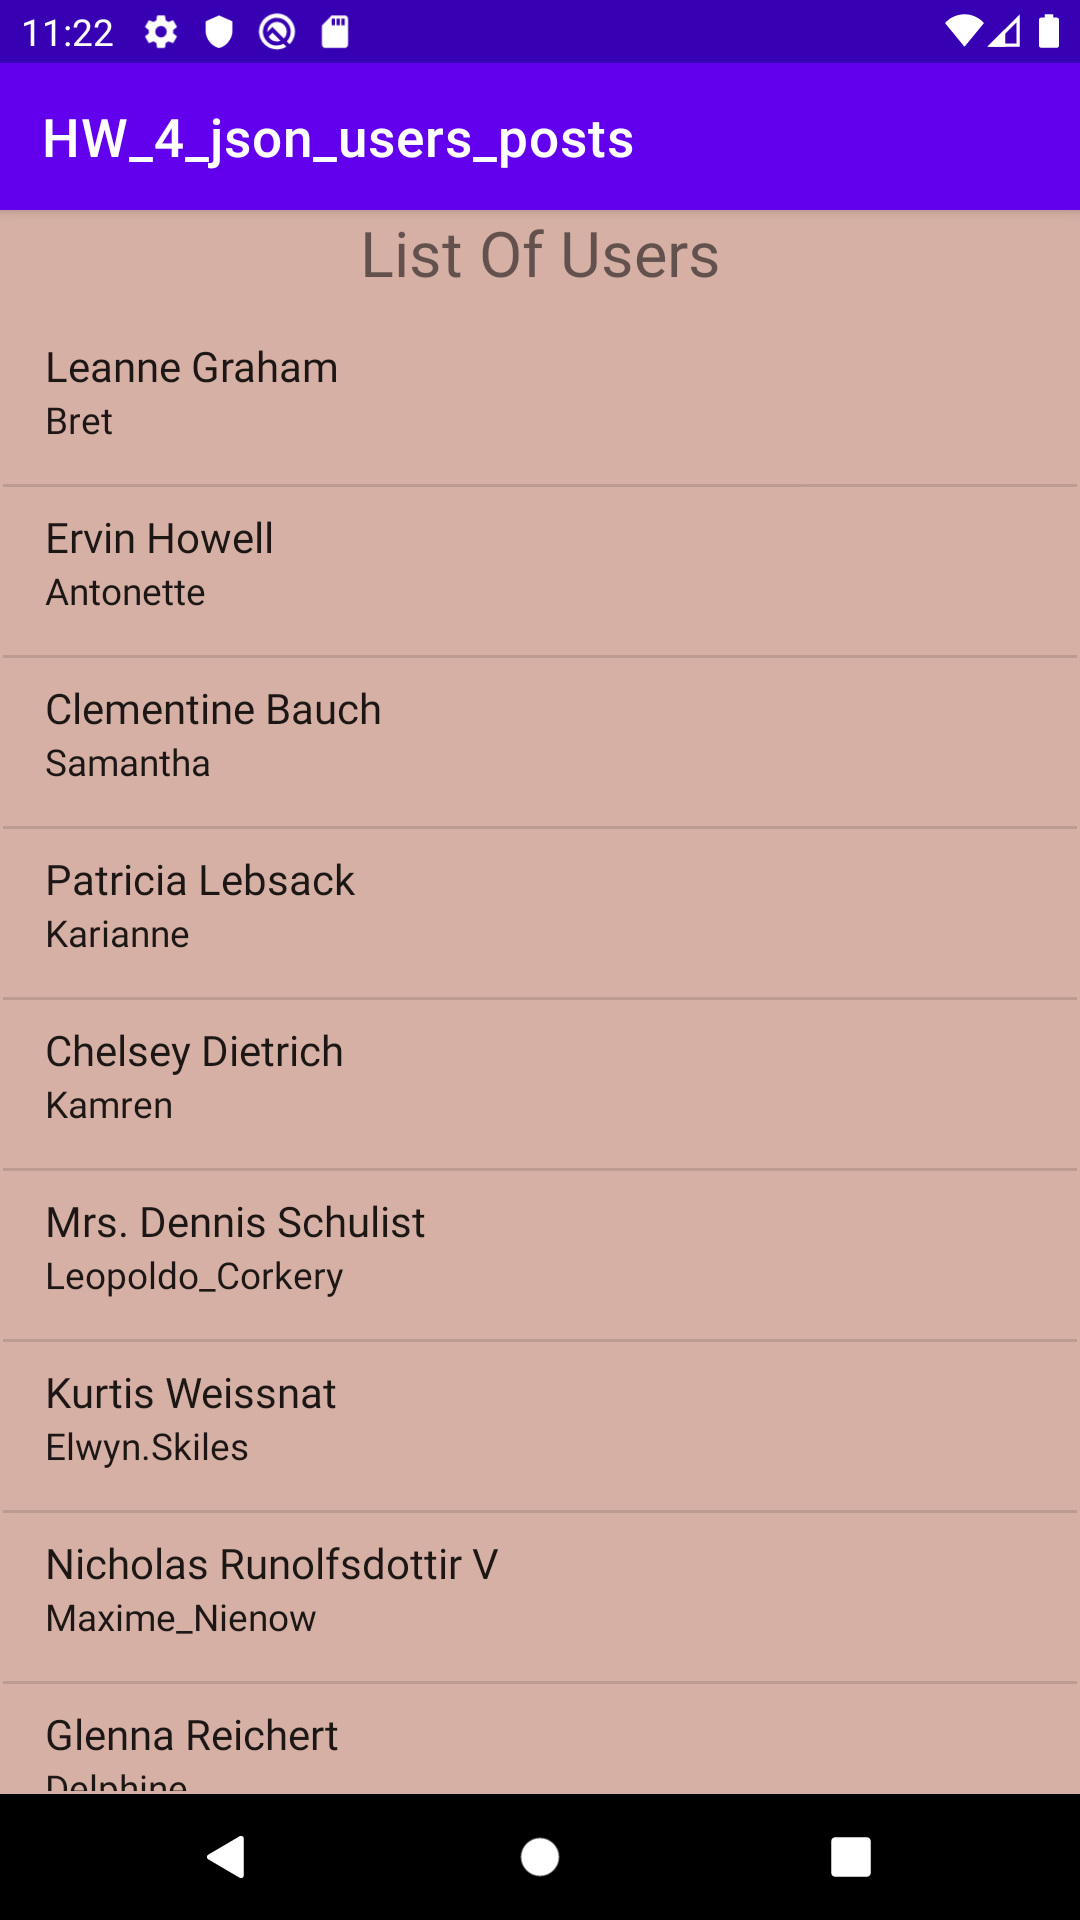 11:22
HW_4_json_users_posts
List Of Users
Leanne Graham
Bret
Ervin Howell
Antonette
Clementine Bauch
Samantha
Patricia Lebsack
Karianne
Chelsey Dietrich
Kamren
Mrs. Dennis Schulist
Leopoldo_Corkery
Kurtis Weissnat
Elwyn.Skiles
Nicholas Runolfsdottir V
Maxime_Nienow
Glenna Reichert
Delphine